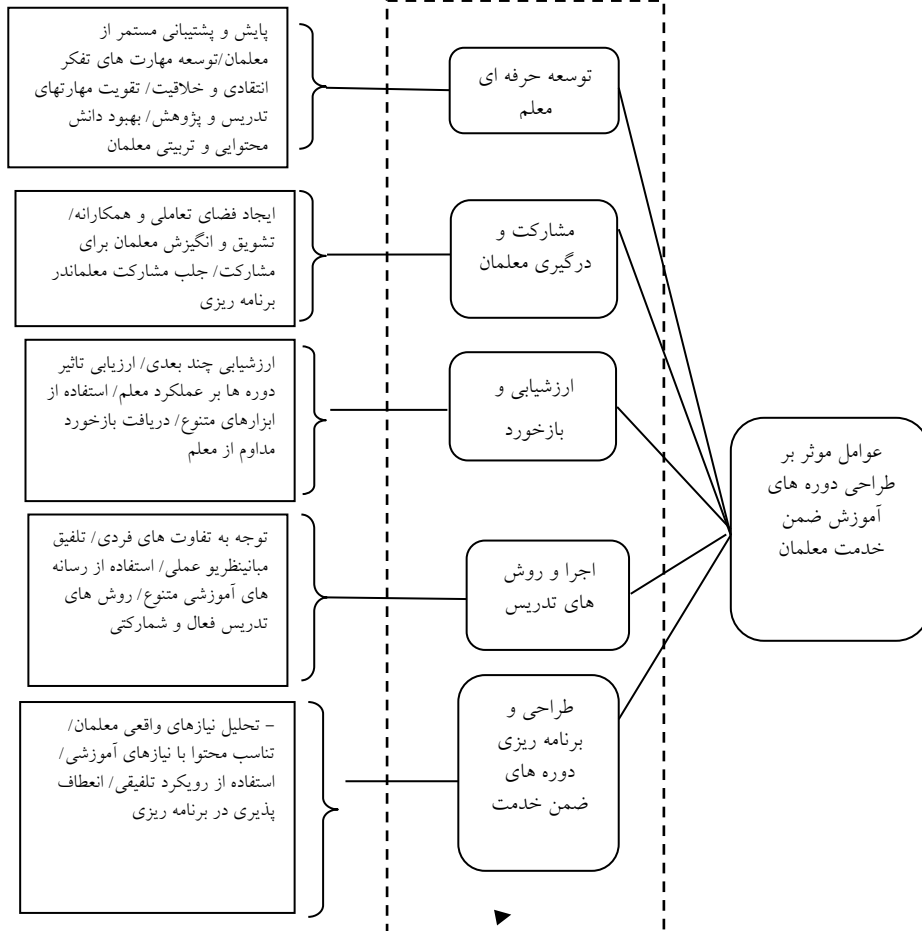 عوامل موثر بر
طراحی دوره های
آموزش ضمن
خدمت معلمان
توسعه حرفه ای
معلم
پایش و پشتیبانی مستمر از
معلمان/توسعه مهارت های تفکر
انتقادی و خلاقیت/ تقویت مهارتهای
تدریس و پژوهش/ بهبود دانش
محتوایی و تربیتی معلمان
مشارکت و
درگیری معلمان
ایجاد فضای تعاملی و همکارانه/
تشویق و انگیزش معلمان برای
مشارکت/ جلب مشارکت معلماندر
برنامه ریزی
ارزشیابی و
بازخورد
ارزشیابی چند بعدی/ ارزیابی تاثیر
دوره ها بر عملکرد معلم/ استفاده از
ابزارهای متنوع/ دریافت بازخورد
مداوم از معلم
اجرا و روش
های تدریس
توجه به تفاوت های فردی/ تلفیق
مبانینظریو عملی/ استفاده از رسانه
های آموزشی متنوع/ روش های
تدریس فعال و شمارکتی
طراحی و
برنامه ریزی
دوره های
ضمن خدمت
– تحلیل نیازهای واقعی معلمان/
تناسب محتوا با نیازهای آموزشی/
استفاده از رویکرد تلفیقی/ انعطاف
پذیری در برنامه ریزی